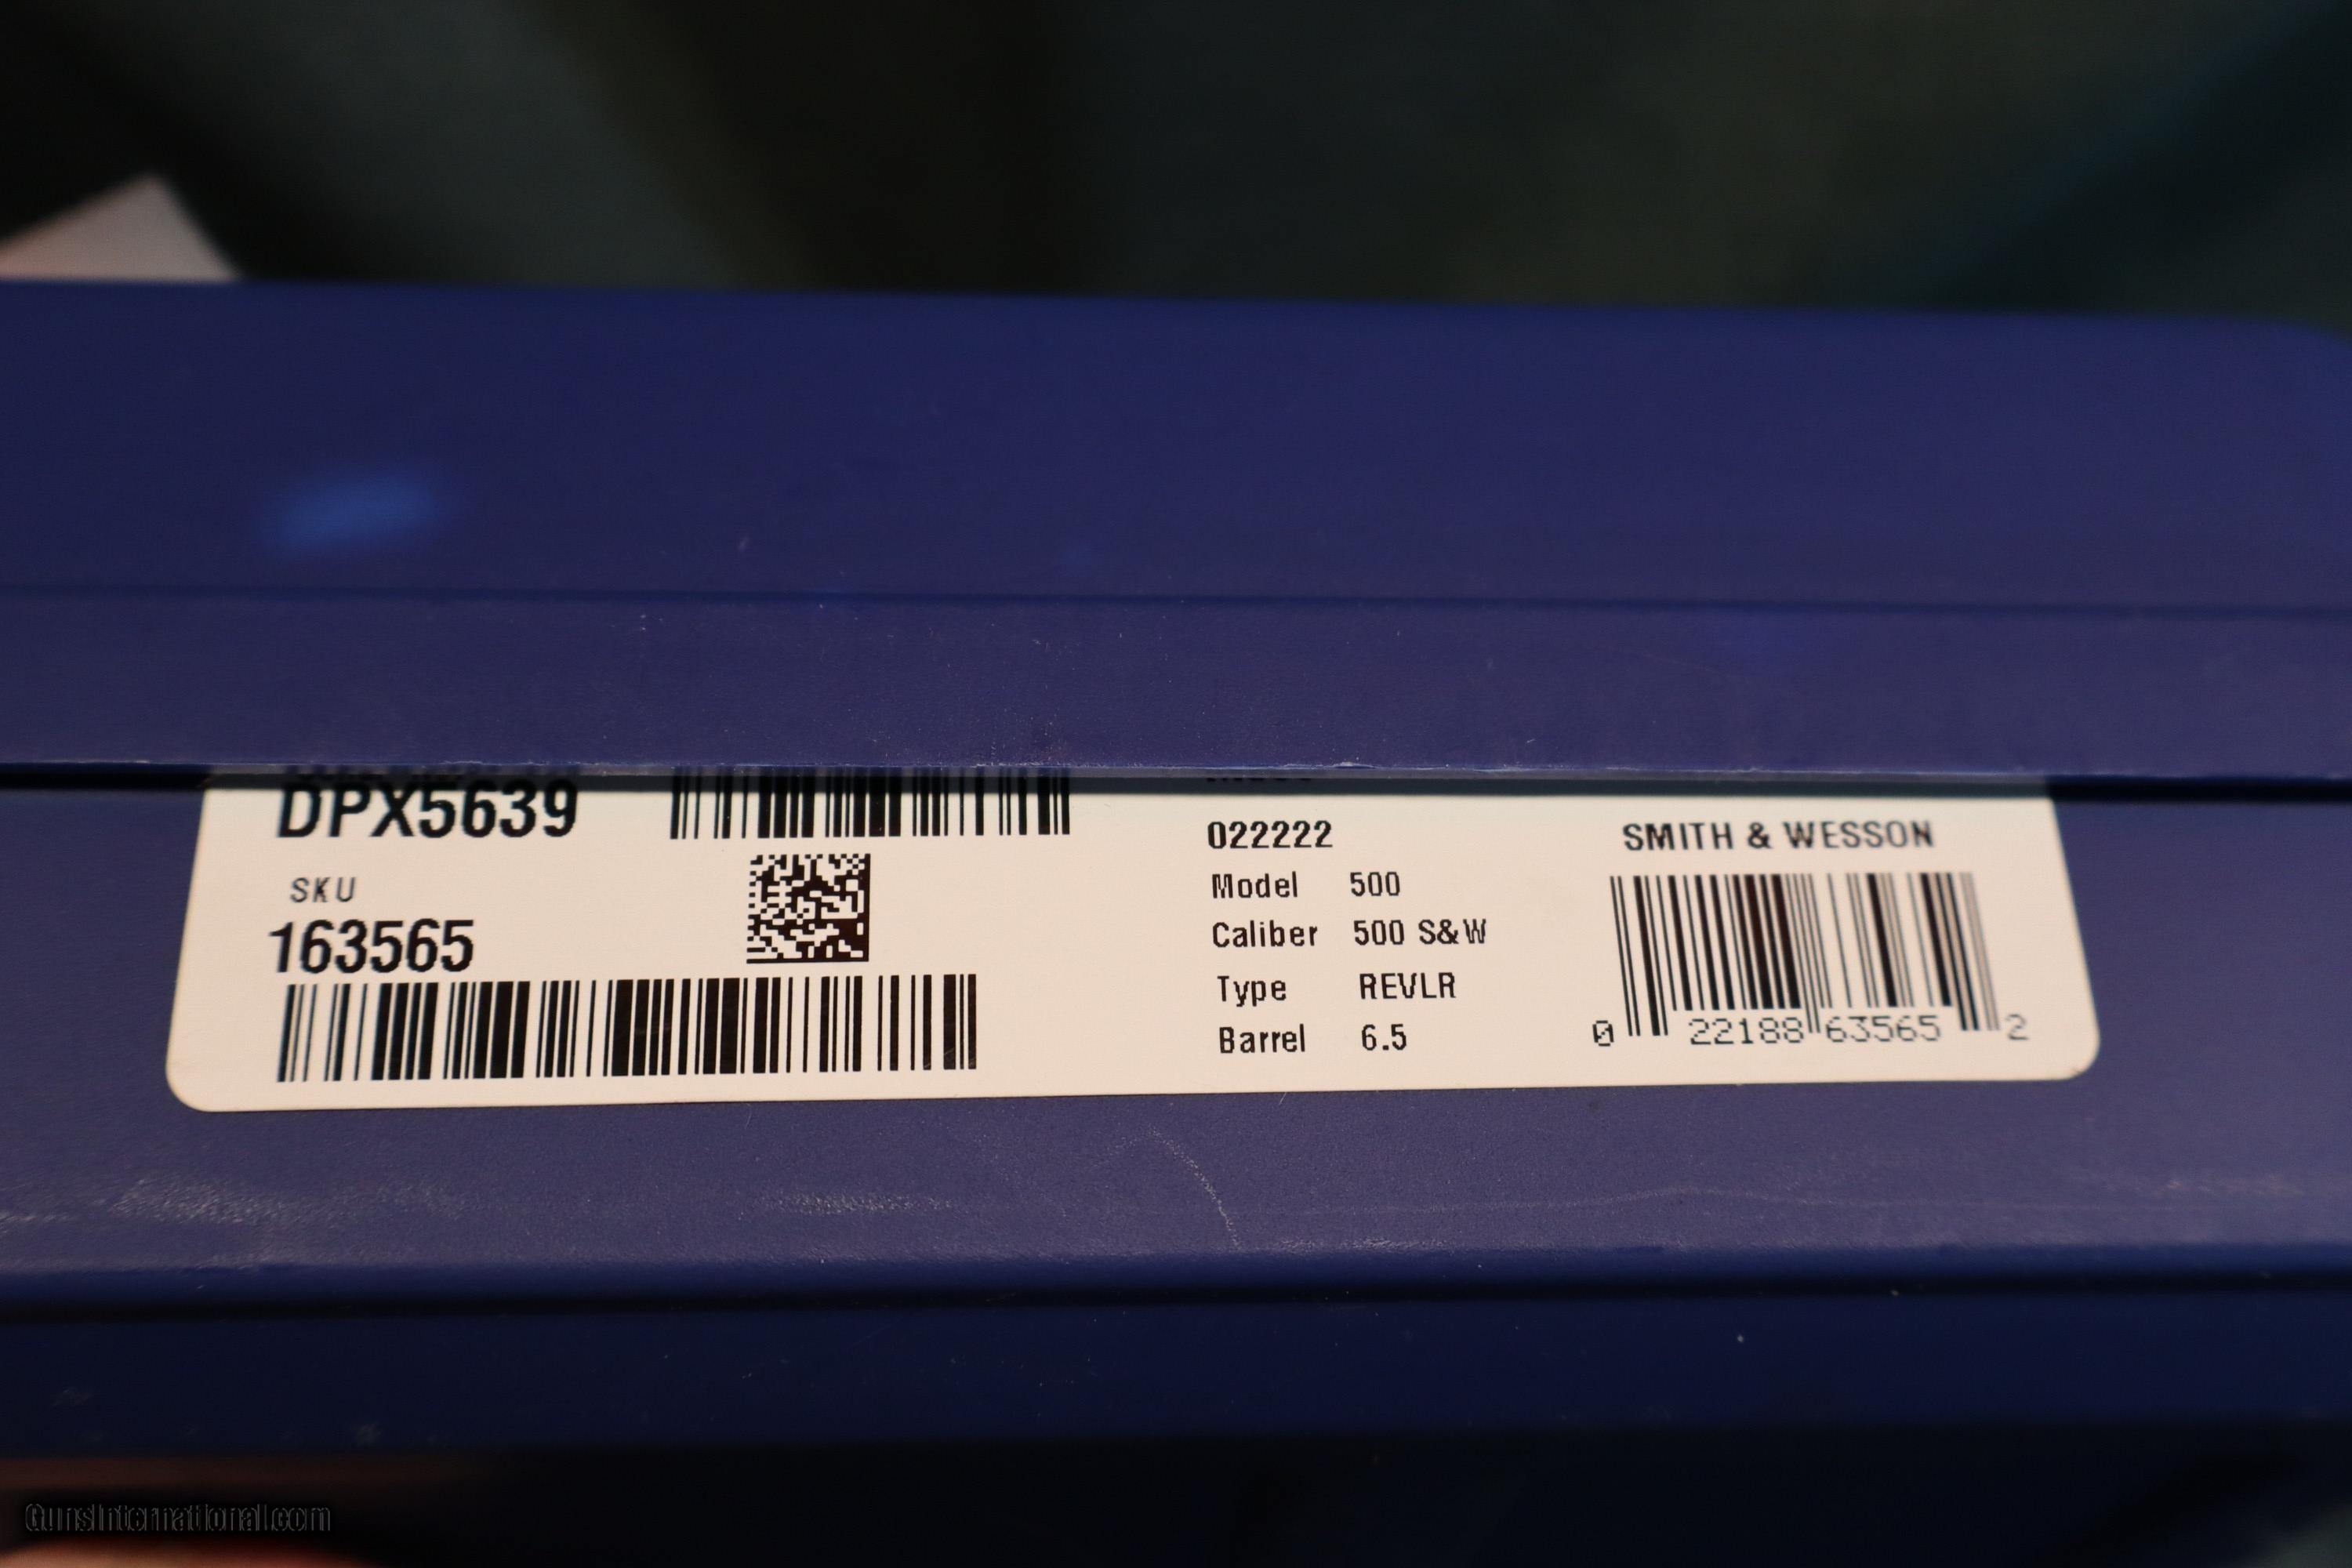 DPX5639
SKU
163565
022222
Model 500
Caliber 500 S&W
Type REVLR
Barrel 6.5
SMITH & WESSON
0 22188 63565 2
GunsInternational.com